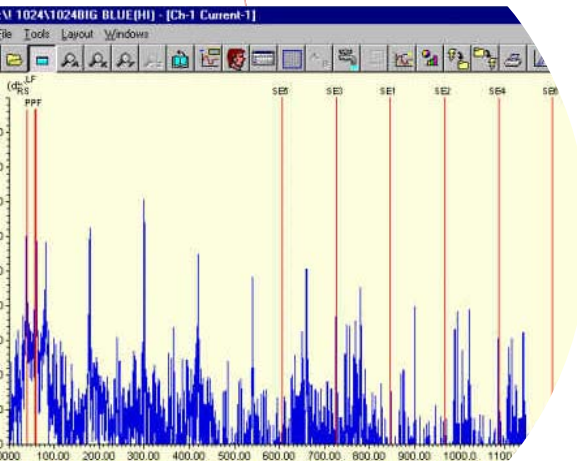 1024\1024BIG BLUE(HI) - [Ch-1 Current-1]
File Tools Layout Windows
(db) LF
RS
PPF
SE5 SE3 SE1 SE2 SE4 SE6
0000 100.00 200.00 300.00 400.00 500.00 600.00 700.00 800.00 900.00 1000.0 1100